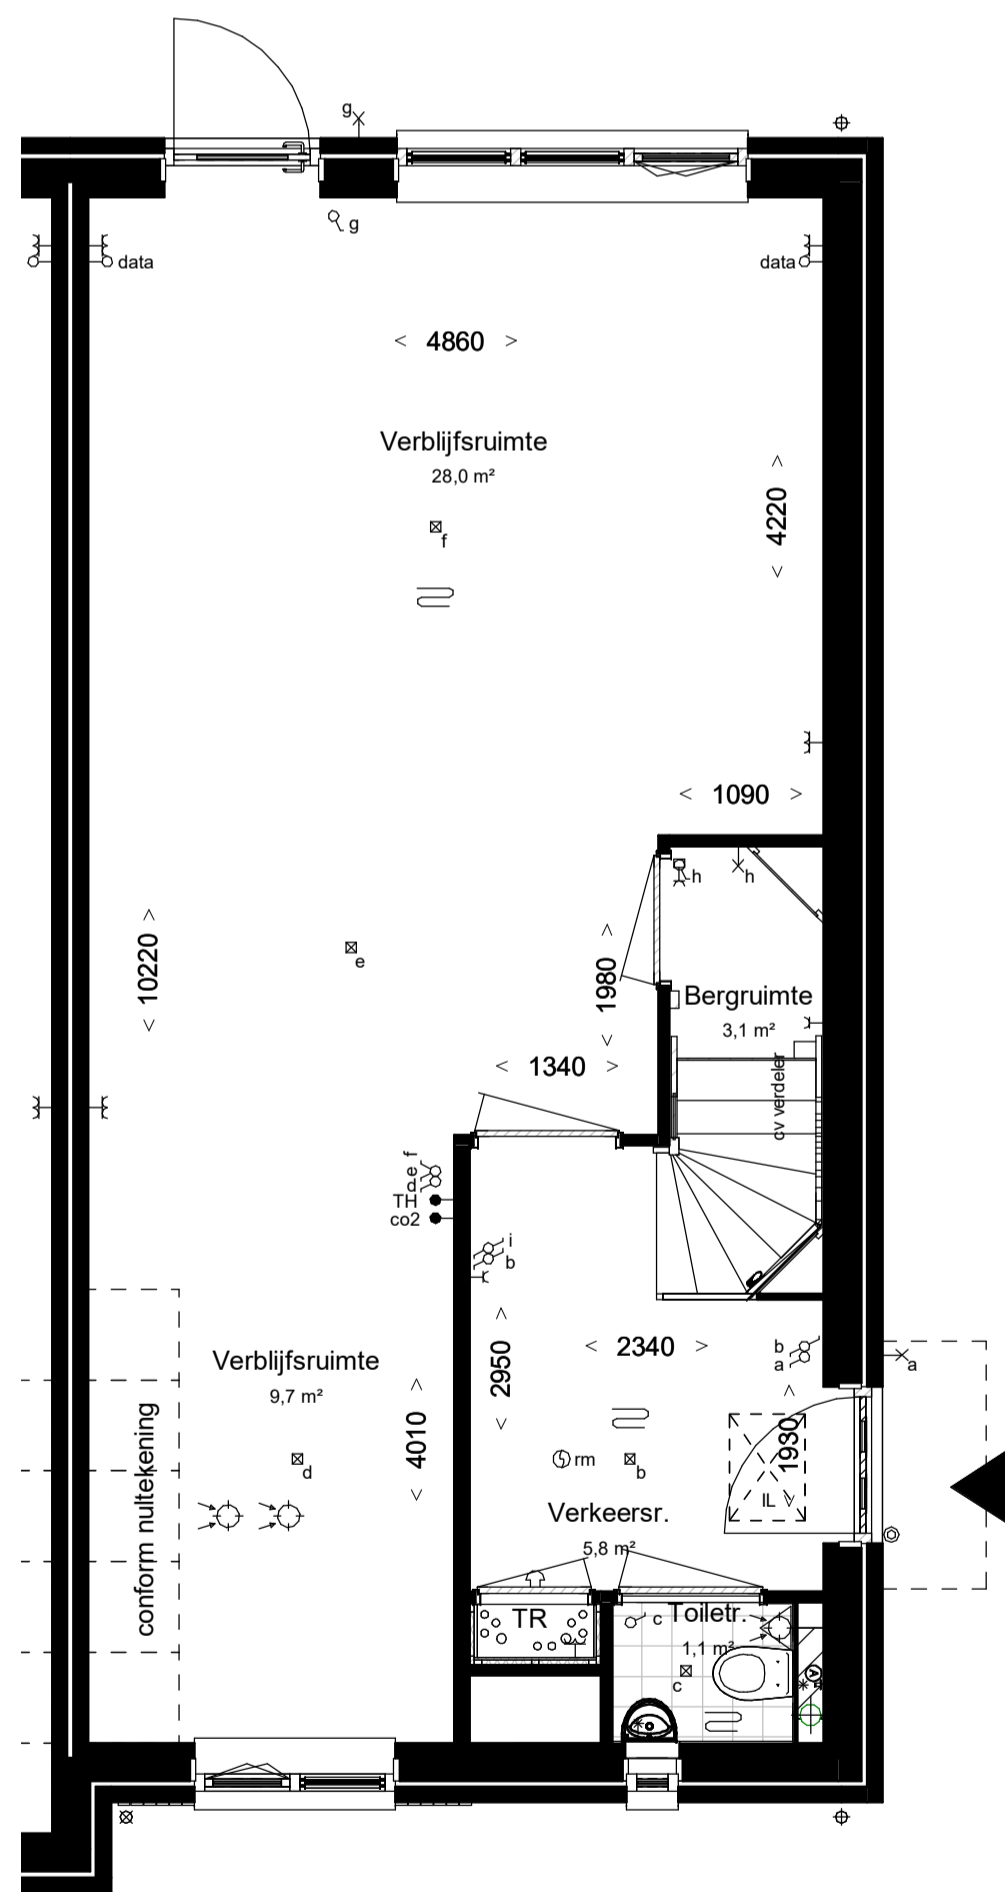 g
g
data
data
< 4860 >
Verblijfsruimte
28,0 m²
< 4220 >
f
< 1090 >
h
h
< 10220 >
e
< 1980 >
Bergruimte
3,1 m²
< 1340 >
cv verdeler
f
e
d
TH
co2
i
b
< 2950 >
< 2340 >
b
a
a
Verblijfsruimte
9,7 m²
< 4010 >
conform nultekening
< 1930 >
d
rm
b
IL
Verkeersr.
5,8 m²
TR
c
Toiletr.
1,1 m²
c